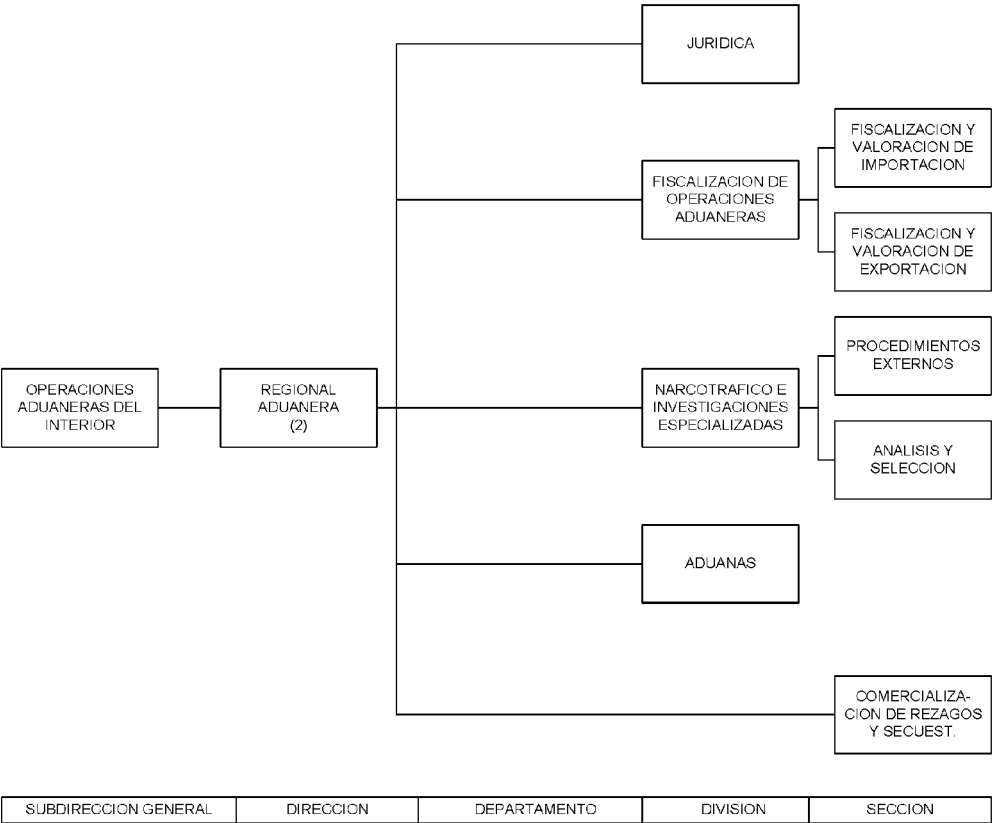 JURIDICA
FISCALIZACION Y
VALORACION DE
IMPORTACION
FISCALIZACION DE
OPERACIONES
ADUANERAS
FISCALIZACION Y
VALORACION DE
EXPORTACION
PROCEDIMIENTOS
EXTERNOS
OPERACIONES
ADUANERAS DEL
INTERIOR
REGIONAL
ADUANERA
(2)
NARCOTRAFICO E
INVESTIGACIONES
ESPECIALIZADAS
ANALISIS Y
SELECCION
ADUANAS
COMERCIALIZA-
CION DE REZAGOS
Y SECUEST.
SUBDIRECCION GENERAL DIRECCION DEPARTAMENTO DIVISION SECCION